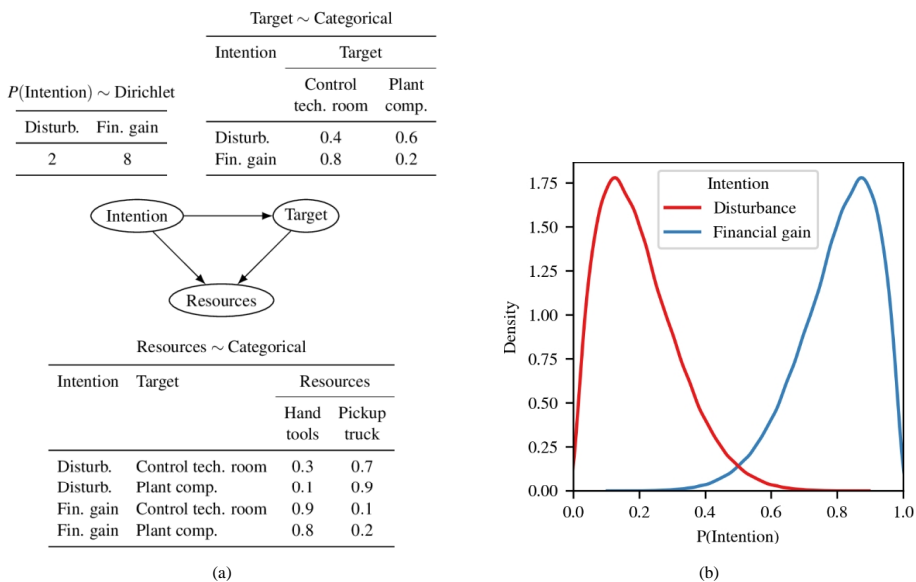 Target ~ Categorical
Intention Target
Control tech. room Plant comp.
Disturb. 0.4 0.6
Fin. gain 0.8 0.2
P(Intention) ~ Dirichlet
Disturb. Fin. gain
2 8
Intention
Target
Resources
Resources ~ Categorical
Intention Target Resources
Hand tools Pickup truck
Disturb. Control tech. room 0.3 0.7
Disturb. Plant comp. 0.1 0.9
Fin. gain Control tech. room 0.9 0.1
Fin. gain Plant comp. 0.8 0.2
(a)
Intention
Disturbance
Financial gain
Density
1.75
1.50
1.25
1.00
0.75
0.50
0.25
0.00
0.0 0.2 0.4 0.6 0.8 1.0
P(Intention)
(b)